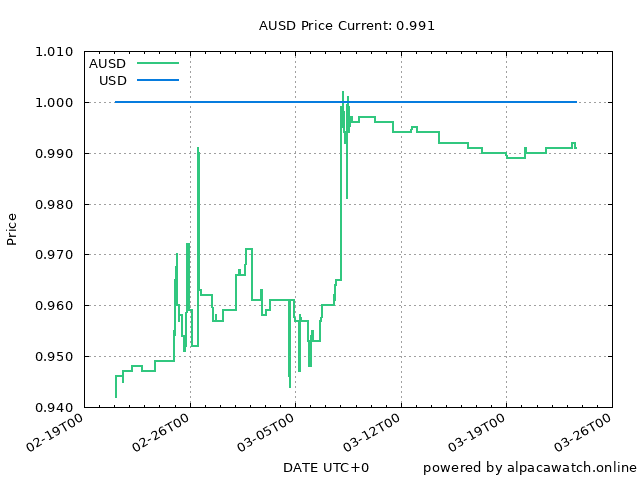 AUSD Price Current: 0.991
1.010
1.000
0.990
0.980
0.970
0.960
0.950
0.940
Price
AUSD
USD
02-19T00
02-26T00
03-05T00
03-12T00
03-19T00
03-26T00
DATE UTC+0
powered by alpacawatch.online